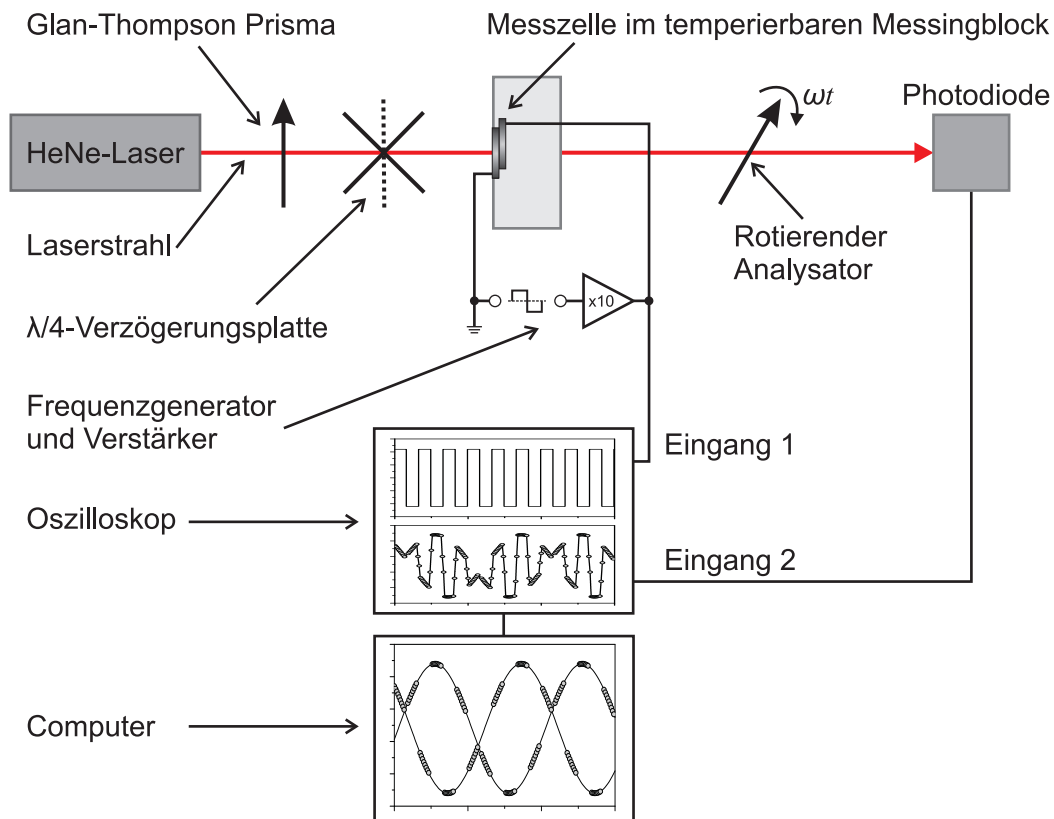 Glan-Thompson Prisma
Messzelle im temperierbaren Messingblock
ωt
Photodiode
HeNe-Laser
Laserstrahl
Rotierender
Analysator
x10
λ/4-Verzögerungsplatte
Frequenzgenerator
und Verstärker
Eingang 1
Oszilloskop
Eingang 2
Computer